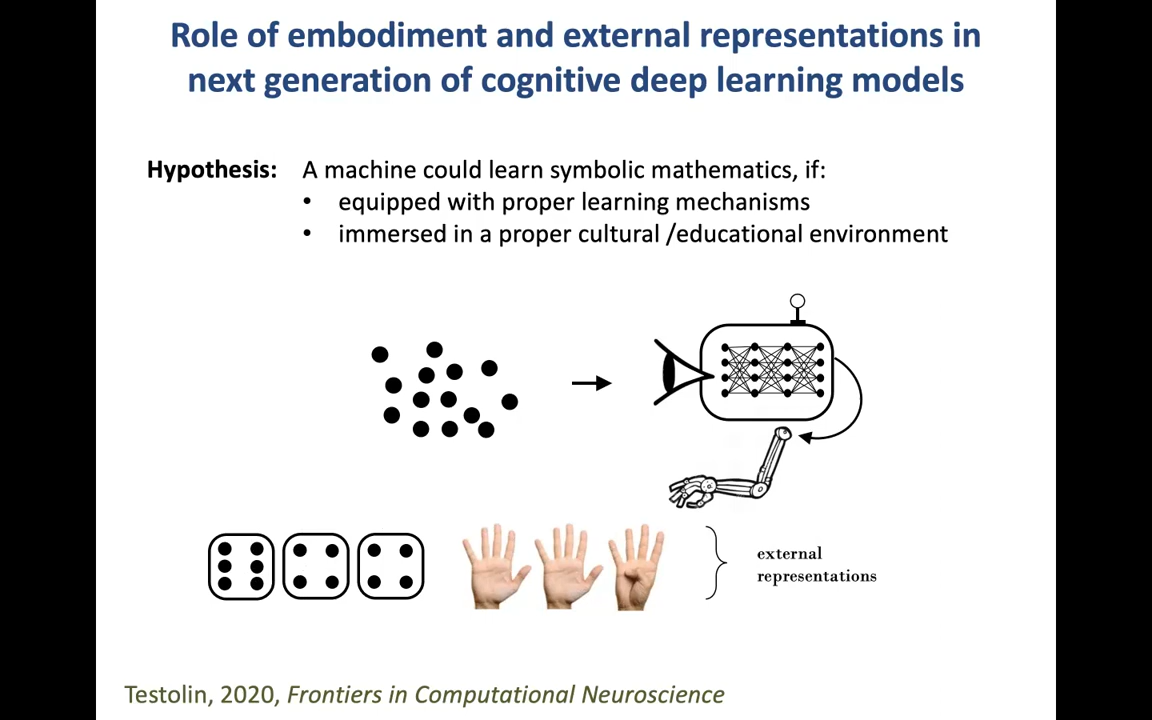 Role of embodiment and external representations in
next generation of cognitive deep learning models
Hypothesis: A machine could learn symbolic mathematics, if:
• equipped with proper learning mechanisms
• immersed in a proper cultural /educational environment
external
representations
Testolin, 2020, Frontiers in Computational Neuroscience